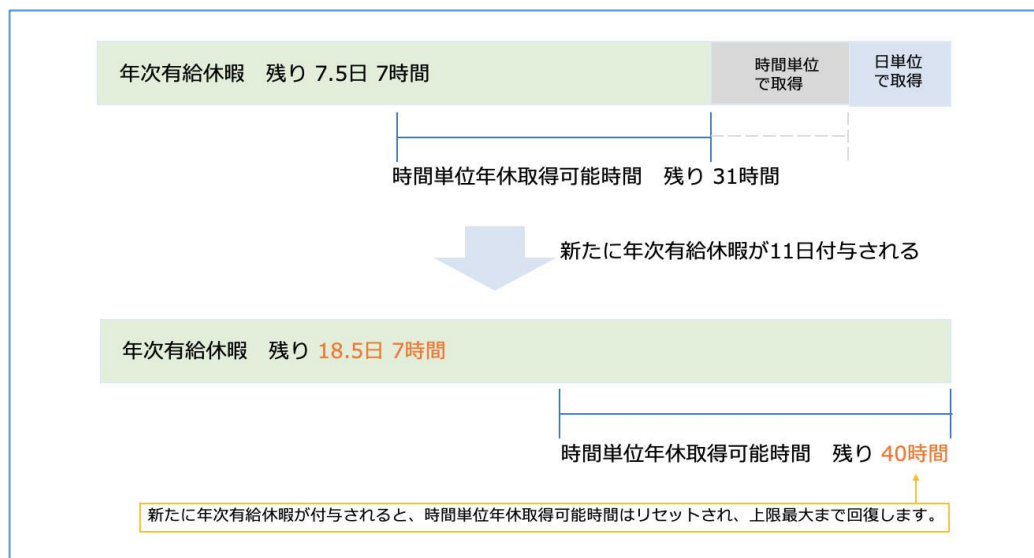 年次有給休暇　残り 7.5日 7時間
時間単位
で取得
日単位
で取得
時間単位年休取得可能時間　残り 31時間
新たに年次有給休暇が11日付与される
年次有給休暇　残り 18.5日 7時間
時間単位年休取得可能時間　残り 40時間
新たに年次有給休暇が付与されると、時間単位年休取得可能時間はリセットされ、上限最大まで回復します。